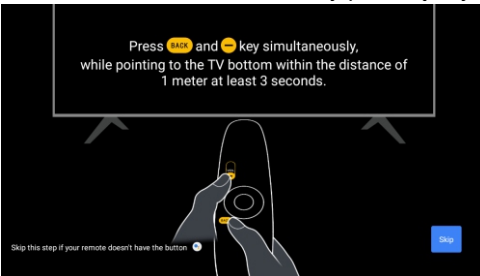 Press BACK and - key simultaneously,
while pointing to the TV bottom within the distance of
1 meter at least 3 seconds.
Skip this step if your remote doesn't have the button
Skip